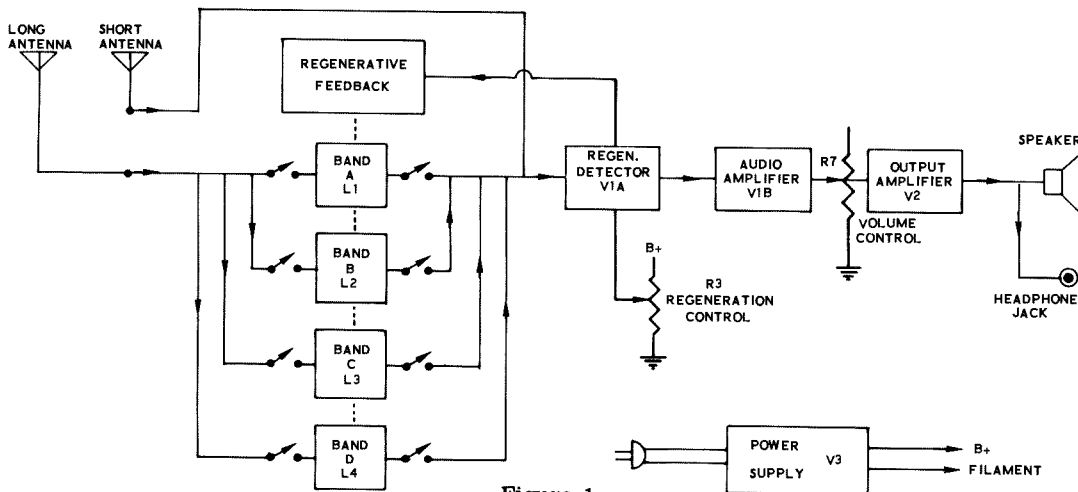 LONG
ANTENNA
SHORT
ANTENNA
REGENERATIVE
FEEDBACK
BAND
A
L1
BAND
B
L2
BAND
C
L3
BAND
D
L4
REGEN.
DETECTOR
V1A
B+
R3
REGENERATION
CONTROL
AUDIO
AMPLIFIER
V1B
R7
VOLUME
CONTROL
OUTPUT
AMPLIFIER
V2
SPEAKER
HEADPHONE
JACK
POWER
SUPPLY
V3
B+
FILAMENT